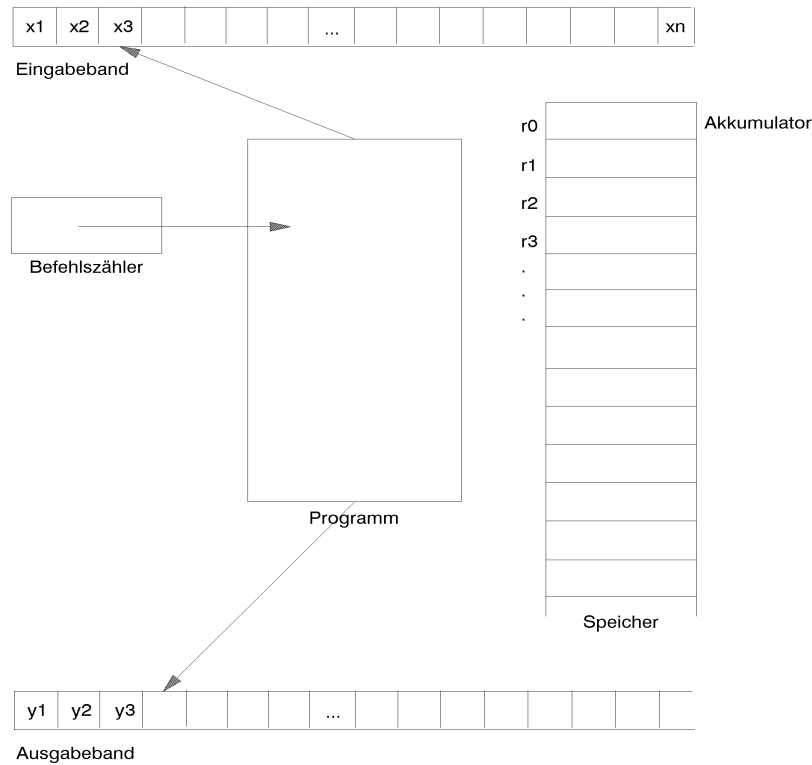 x1 x2 x3 ... xn
Eingabeband
r0 Akkumulator
r1
r2
r3
.
.
.
Befehlszähler
Programm
Speicher
y1 y2 y3 ...
Ausgabeband